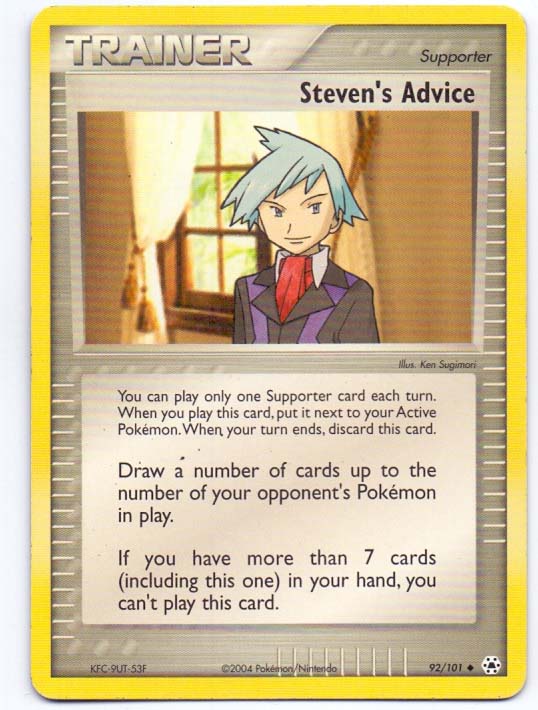 TRAINER
Supporter
Steven's Advice
Illus. Ken Sugimori
You can play only one Supporter card each turn.
When you play this card, put it next to your Active
Pokémon. When your turn ends, discard this card.
Draw a number of cards up to the
number of your opponent's Pokémon
in play.
If you have more than 7 cards
(including this one) in your hand, you
can't play this card.
KFC-9UT-53F
©2004 Pokémon/Nintendo
92/101